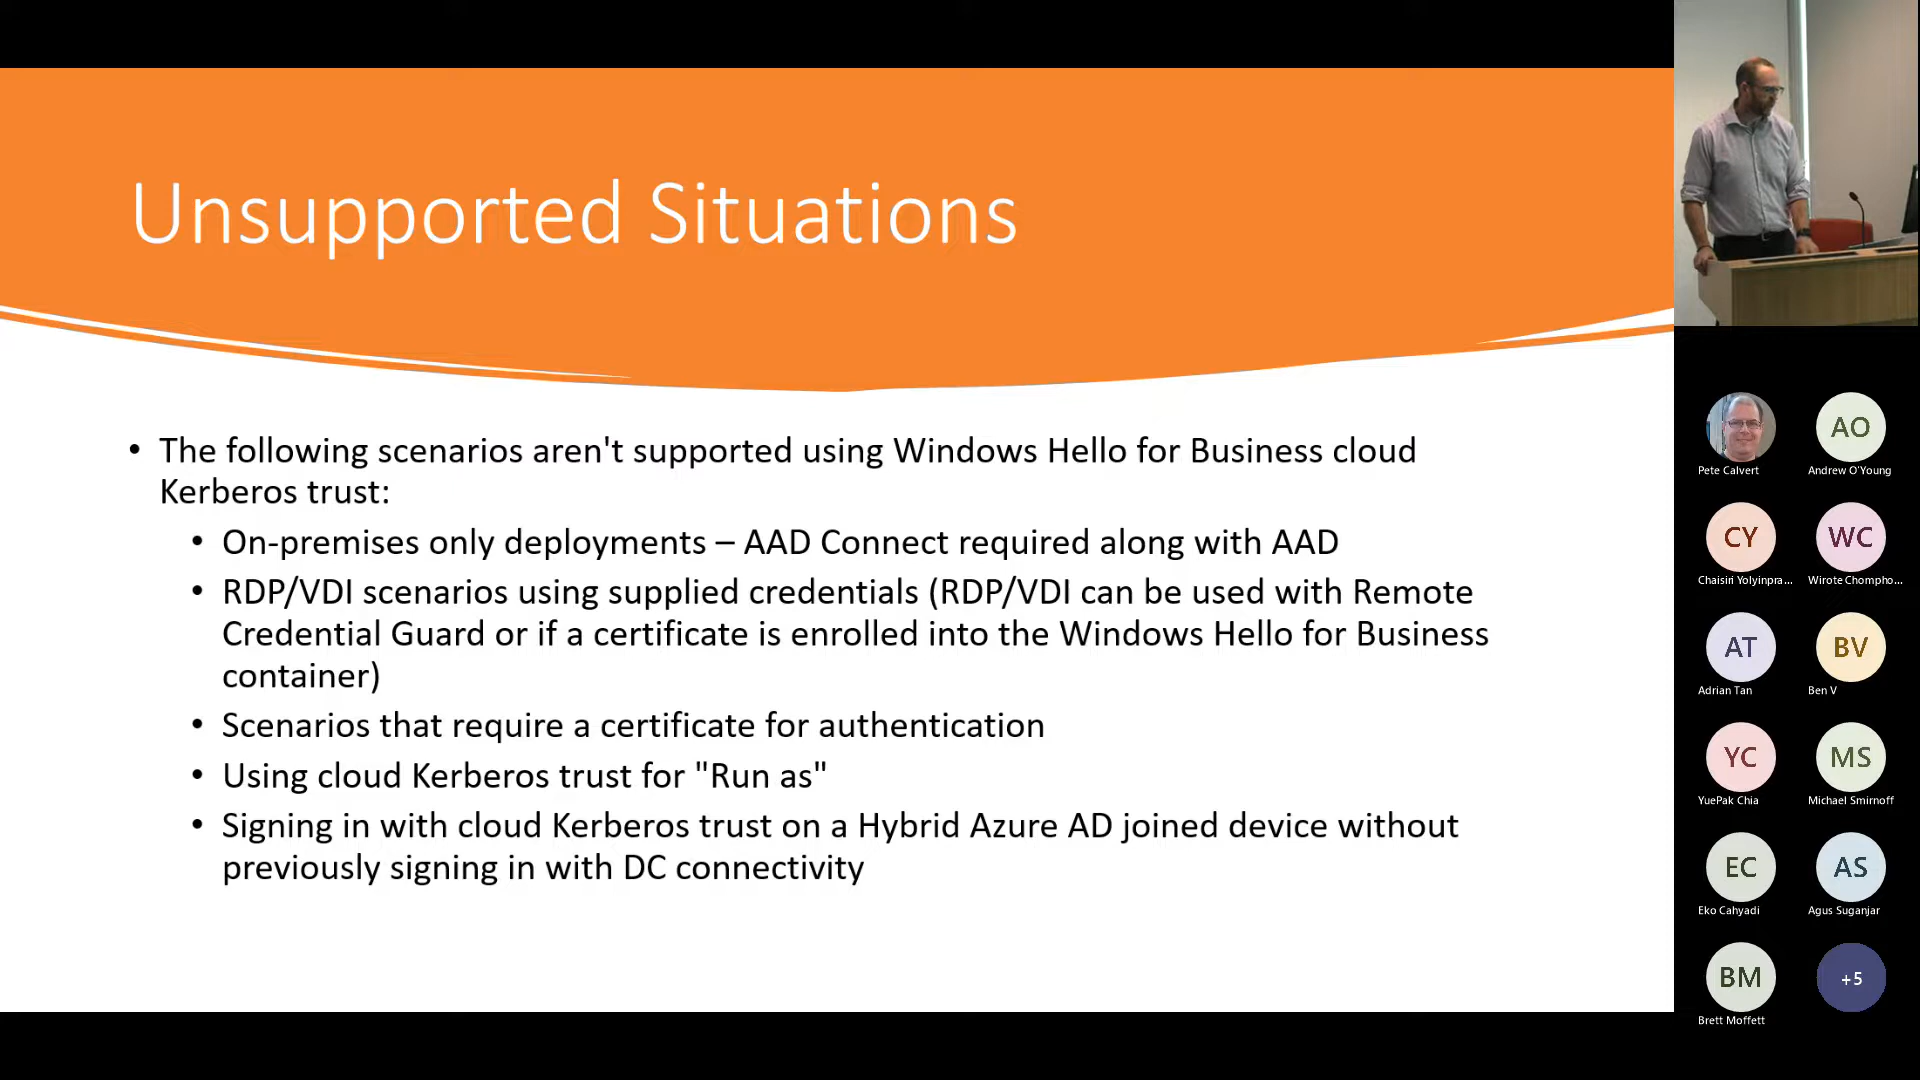 Unsupported Situations
• The following scenarios aren't supported using Windows Hello for Business cloud
Kerberos trust:
• On-premises only deployments – AAD Connect required along with AAD
• RDP/VDI scenarios using supplied credentials (RDP/VDI can be used with Remote
Credential Guard or if a certificate is enrolled into the Windows Hello for Business
container)
• Scenarios that require a certificate for authentication
• Using cloud Kerberos trust for "Run as"
• Signing in with cloud Kerberos trust on a Hybrid Azure AD joined device without
previously signing in with DC connectivity
Pete Calvert
AO
Andrew O'Young
CY
Chaisiri Yolyinpra...
WC
Wirote Chompho...
AT
Adrian Tan
BV
Ben V
YC
YuePak Chia
MS
Michael Smirnoff
EC
Eko Cahyadi
AS
Agus Suganjar
BM
Brett Moffett
+5